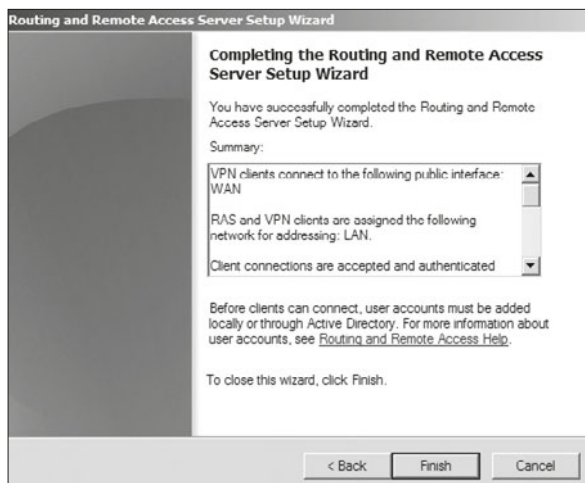 Routing and Remote Access Server Setup Wizard
Completing the Routing and Remote Access
Server Setup Wizard
You have successfully completed the Routing and Remote
Access Server Setup Wizard.
Summary:
VPN clients connect to the following public interface:
WAN
RAS and VPN clients are assigned the following
network for addressing: LAN.
Client connections are accepted and authenticated
Before clients can connect, user accounts must be added
locally or through Active Directory. For more information about
user accounts, see Routing and Remote Access Help.
To close this wizard, click Finish.
< Back
Finish
Cancel